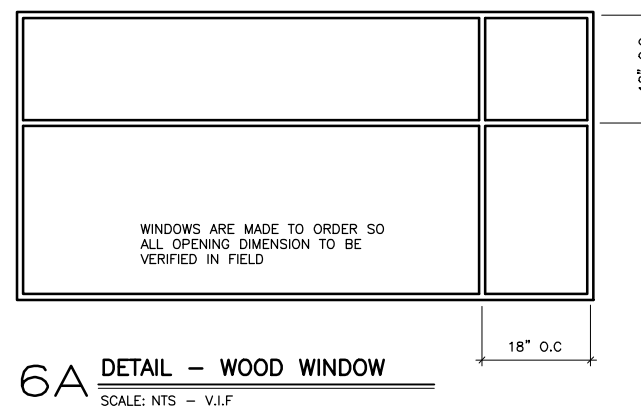 WINDOWS ARE MADE TO ORDER SO
ALL OPENING DIMENSION TO BE
VERIFIED IN FIELD
18" O.C
6A DETAIL - WOOD WINDOW
SCALE: NTS - V.I.F